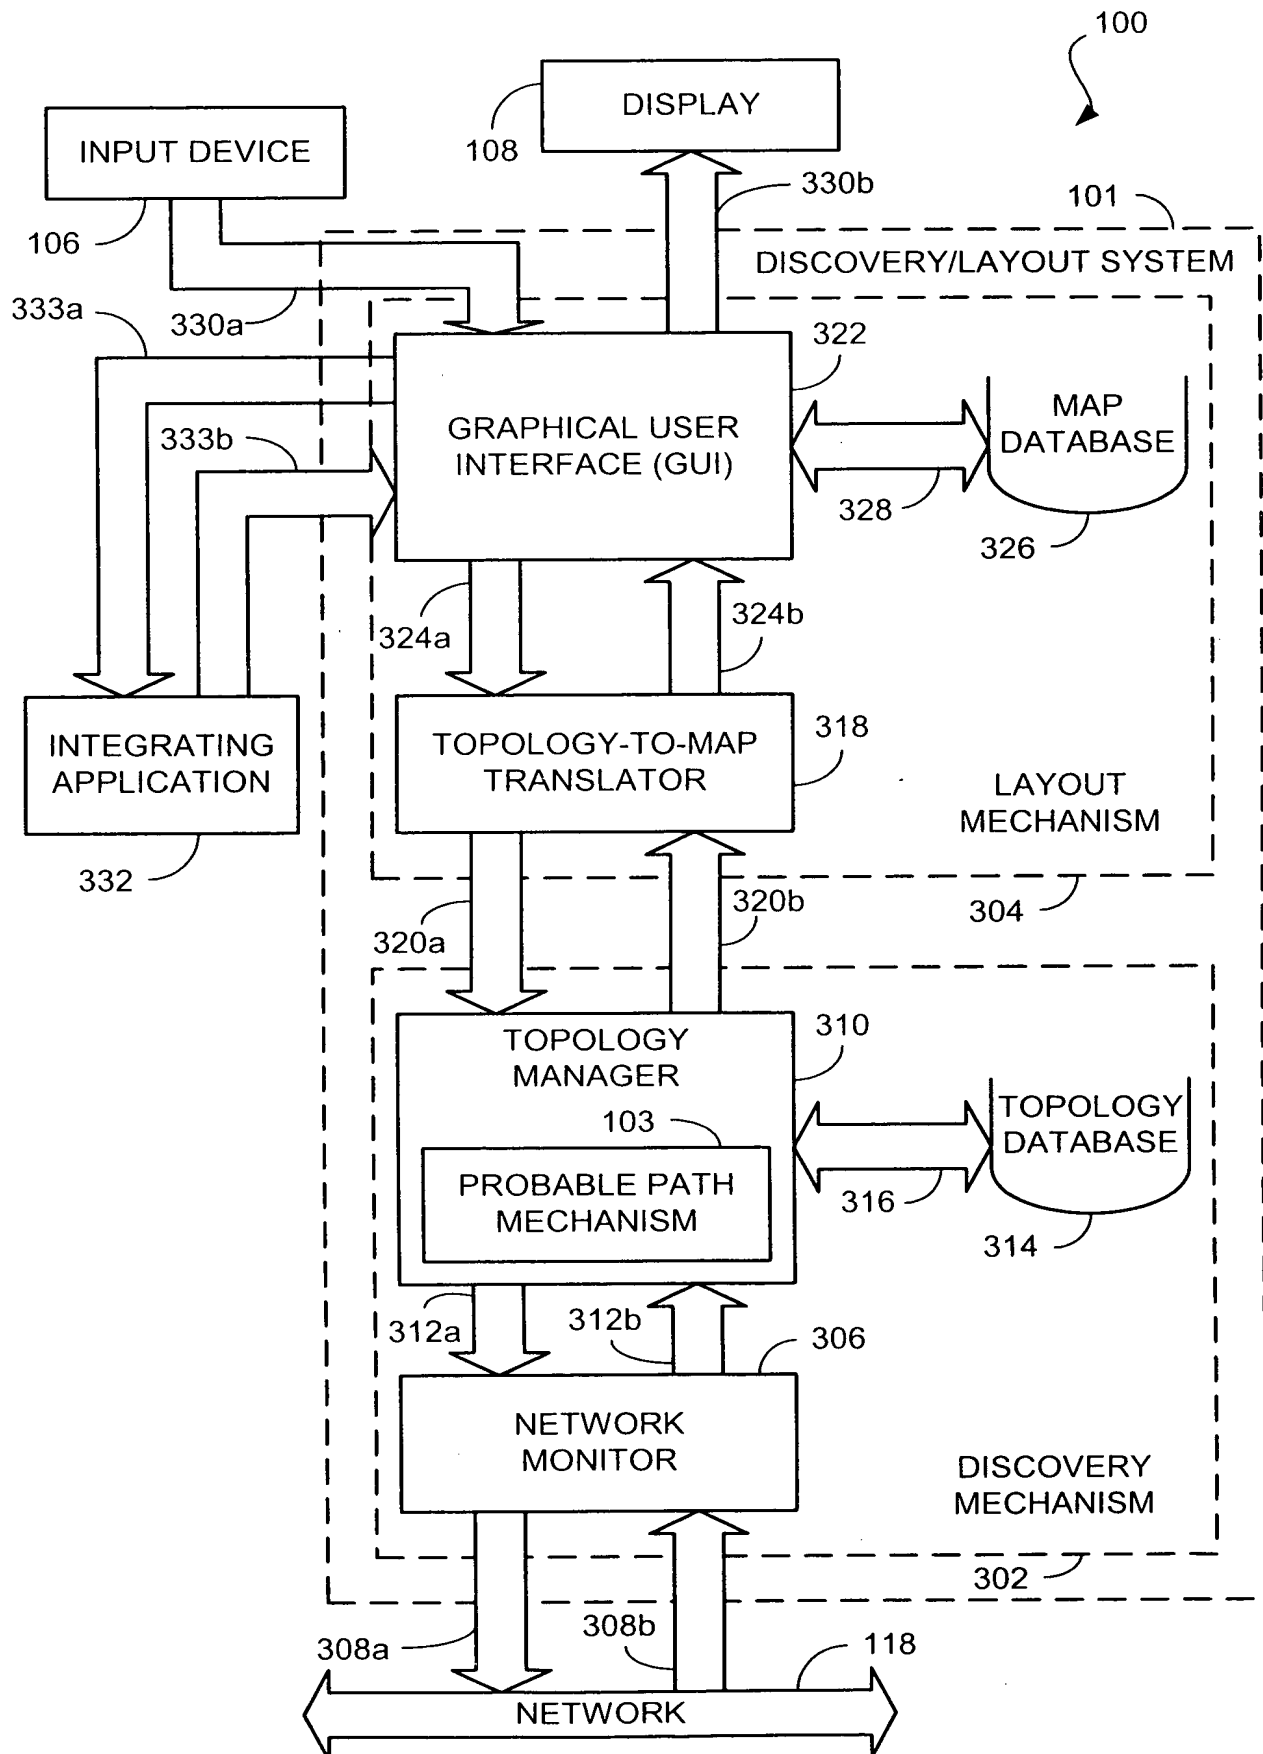 100
DISPLAY
108
INPUT DEVICE
106
330b
101
DISCOVERY/LAYOUT SYSTEM
333a
330a
322
GRAPHICAL USER
INTERFACE (GUI)
MAP
DATABASE
333b
328
326
324a
324b
INTEGRATING
APPLICATION
332
TOPOLOGY-TO-MAP
TRANSLATOR
318
LAYOUT
MECHANISM
304
320a
320b
TOPOLOGY
MANAGER
310
103
PROBABLE PATH
MECHANISM
TOPOLOGY
DATABASE
316
314
312a
312b
306
NETWORK
MONITOR
DISCOVERY
MECHANISM
302
308a
308b
118
NETWORK